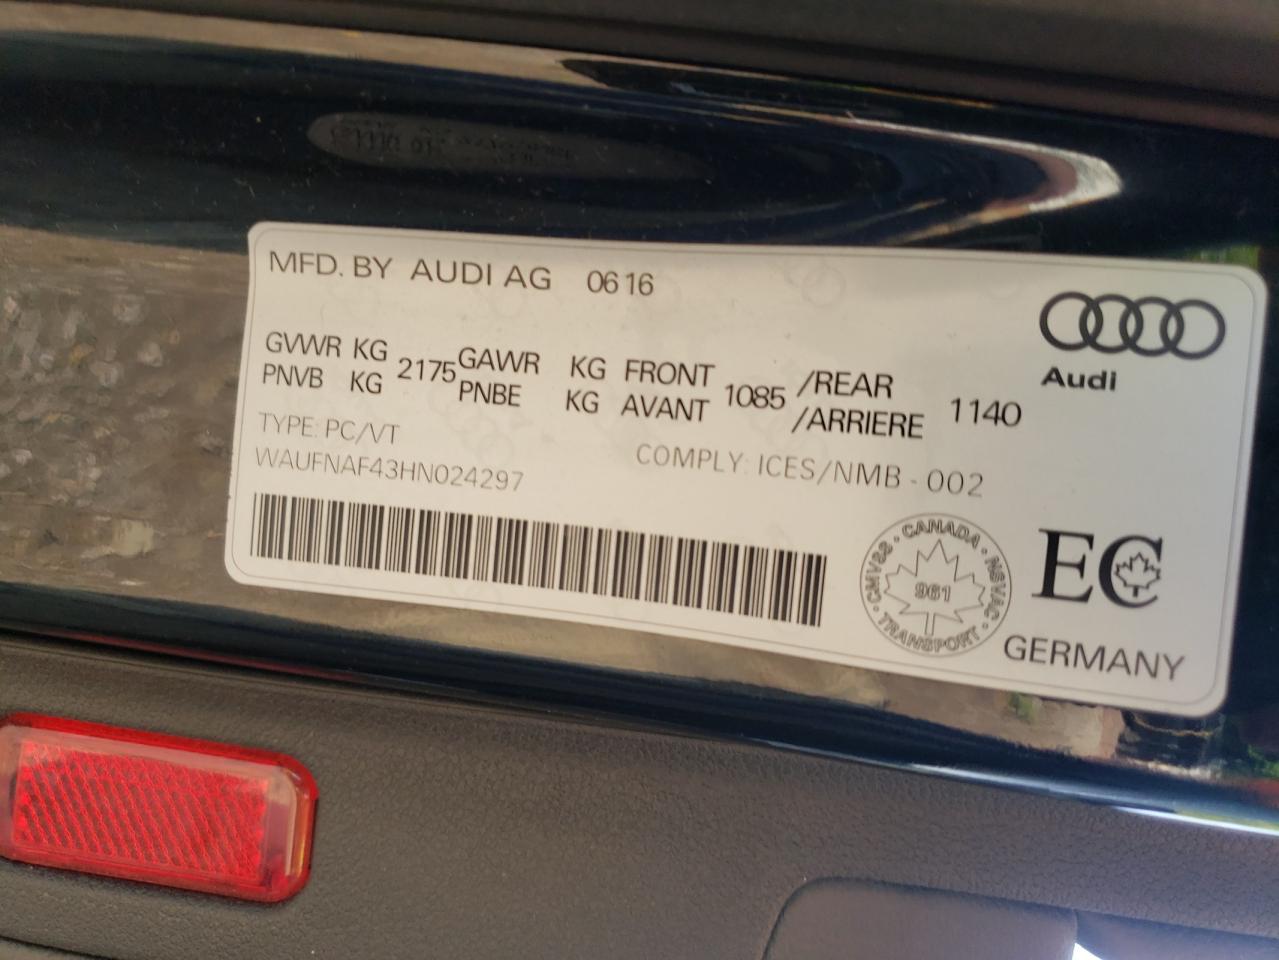 MFD. BY AUDI AG 0616
Audi
GVWR KG 2175 GAWR KG FRONT 1085 /REAR 1140
PNVB KG PNBE KG AVANT /ARRIERE
TYPE: PC/VT
COMPLY: ICES/NMB - 002
WAUFNAF43HN024297
CMVSS · CANADA · NSVAC · TRANSPORT ·
961
EC
GERMANY